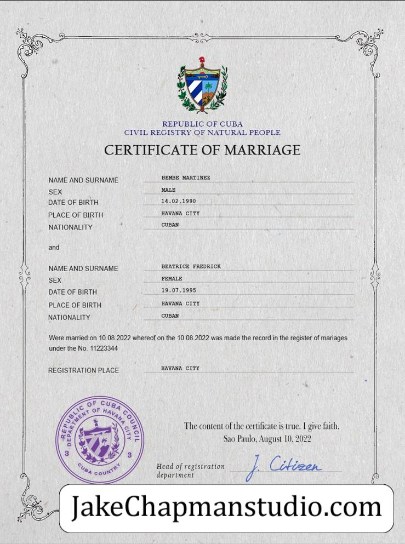 REPUBLIC OF CUBA
CIVIL REGISTRY OF NATURAL PEOPLE
CERTIFICATE OF MARRIAGE
NAME AND SURNAME HEMBE MARTINEZ
SEX MALE
DATE OF BIRTH 14.02.1980
PLACE OF BIRTH HAVANA CITY
NATIONALITY CUBAN
and
NAME AND SURNAME BEATRICE FREDRICK
SEX FEMALE
DATE OF BIRTH 19.07.1995
PLACE OF BIRTH HAVANA CITY
NATIONALITY CUBAN
Were married on 10.08.2022 whereof on the 10.08.2022 was made the record in the register of mariages
under the No. 11223344
REGISTRATION PLACE HAVANA CITY
REPUBLIC OF CUBA COUNCIL
DEPARTMENT OF HAVANA CITY
CUBA COUNTRY
The content of the certificate is true. I give faith.
Sao Paulo, August 10, 2022
Head of registration
department
J. Citizen
JakeChapmanstudio.com